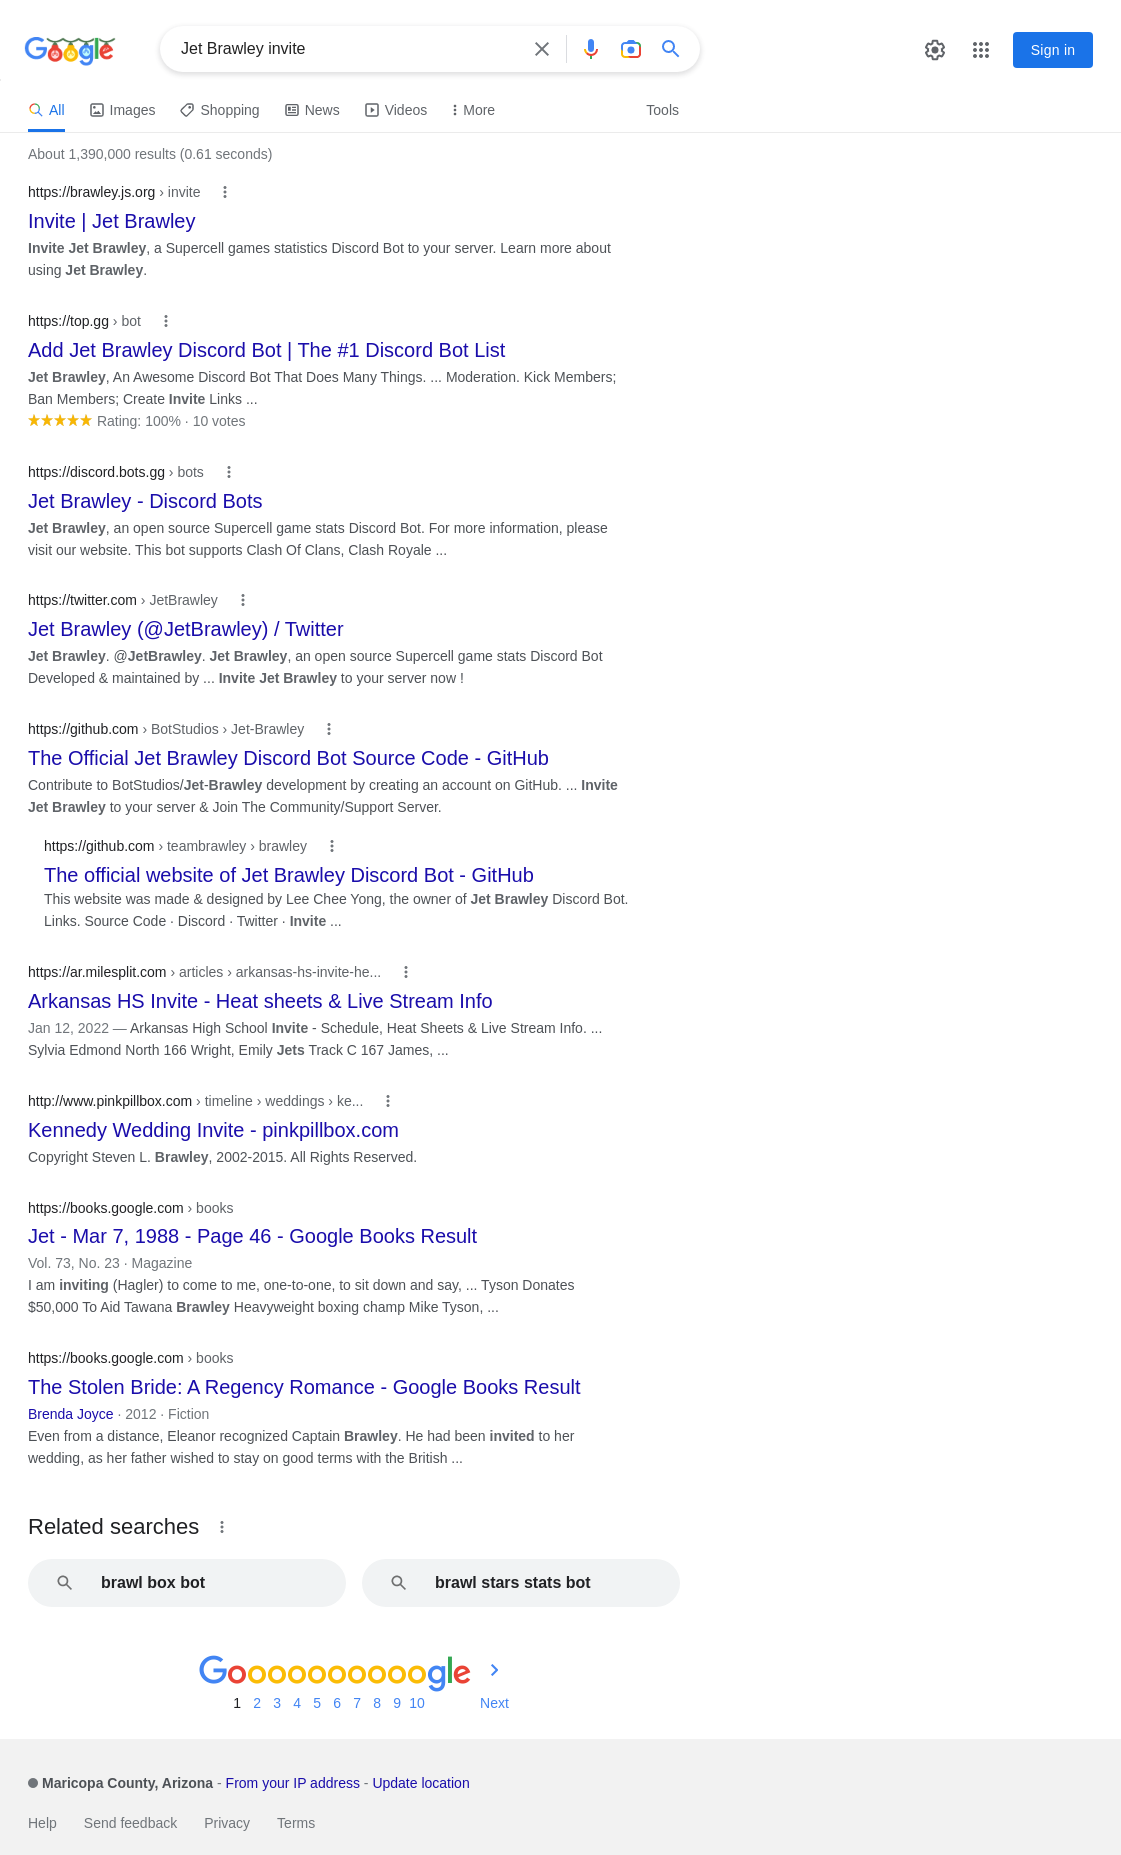 Google
Jet Brawley invite
Sign in
All
Images
Shopping
News
Videos
More
Tools
About 1,390,000 results (0.61 seconds)
https://brawley.js.org › invite
Invite | Jet Brawley
Invite Jet Brawley, a Supercell games statistics Discord Bot to your server. Learn more about
using Jet Brawley.
https://top.gg › bot
Add Jet Brawley Discord Bot | The #1 Discord Bot List
Jet Brawley, An Awesome Discord Bot That Does Many Things. ... Moderation. Kick Members;
Ban Members; Create Invite Links ...
Rating: 100% · 10 votes
https://discord.bots.gg › bots
Jet Brawley - Discord Bots
Jet Brawley, an open source Supercell game stats Discord Bot. For more information, please
visit our website. This bot supports Clash Of Clans, Clash Royale ...
https://twitter.com › JetBrawley
Jet Brawley (@JetBrawley) / Twitter
Jet Brawley. @JetBrawley. Jet Brawley, an open source Supercell game stats Discord Bot
Developed & maintained by ... Invite Jet Brawley to your server now !
https://github.com › BotStudios › Jet-Brawley
The Official Jet Brawley Discord Bot Source Code - GitHub
Contribute to BotStudios/Jet-Brawley development by creating an account on GitHub. ... Invite
Jet Brawley to your server & Join The Community/Support Server.
https://github.com › teambrawley › brawley
The official website of Jet Brawley Discord Bot - GitHub
This website was made & designed by Lee Chee Yong, the owner of Jet Brawley Discord Bot.
Links. Source Code · Discord · Twitter · Invite ...
https://ar.milesplit.com › articles › arkansas-hs-invite-he...
Arkansas HS Invite - Heat sheets & Live Stream Info
Jan 12, 2022 — Arkansas High School Invite - Schedule, Heat Sheets & Live Stream Info. ...
Sylvia Edmond North 166 Wright, Emily Jets Track C 167 James, ...
http://www.pinkpillbox.com › timeline › weddings › ke...
Kennedy Wedding Invite - pinkpillbox.com
Copyright Steven L. Brawley, 2002-2015. All Rights Reserved.
https://books.google.com › books
Jet - Mar 7, 1988 - Page 46 - Google Books Result
Vol. 73, No. 23 · Magazine
I am inviting (Hagler) to come to me, one-to-one, to sit down and say, ... Tyson Donates
$50,000 To Aid Tawana Brawley Heavyweight boxing champ Mike Tyson, ...
https://books.google.com › books
The Stolen Bride: A Regency Romance - Google Books Result
Brenda Joyce · 2012 · Fiction
Even from a distance, Eleanor recognized Captain Brawley. He had been invited to her
wedding, as her father wished to stay on good terms with the British ...
Related searches
brawl box bot
brawl stars stats bot
Goooooooooogle
1 2 3 4 5 6 7 8 9 10 Next
Maricopa County, Arizona - From your IP address - Update location
Help Send feedback Privacy Terms